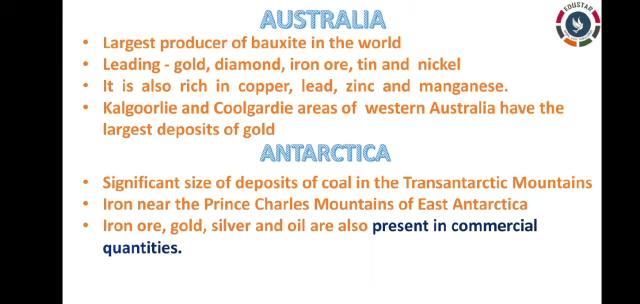 AUSTRALIA
EDUSTAR
• Largest producer of bauxite in the world
• Leading - gold, diamond, iron ore, tin and nickel
• It is also rich in copper, lead, zinc and manganese.
• Kalgoorlie and Coolgardie areas of western Australia have the
largest deposits of gold
ANTARCTICA
• Significant size of deposits of coal in the Transantarctic Mountains
• Iron near the Prince Charles Mountains of East Antarctica
• Iron ore, gold, silver and oil are also present in commercial
quantities.